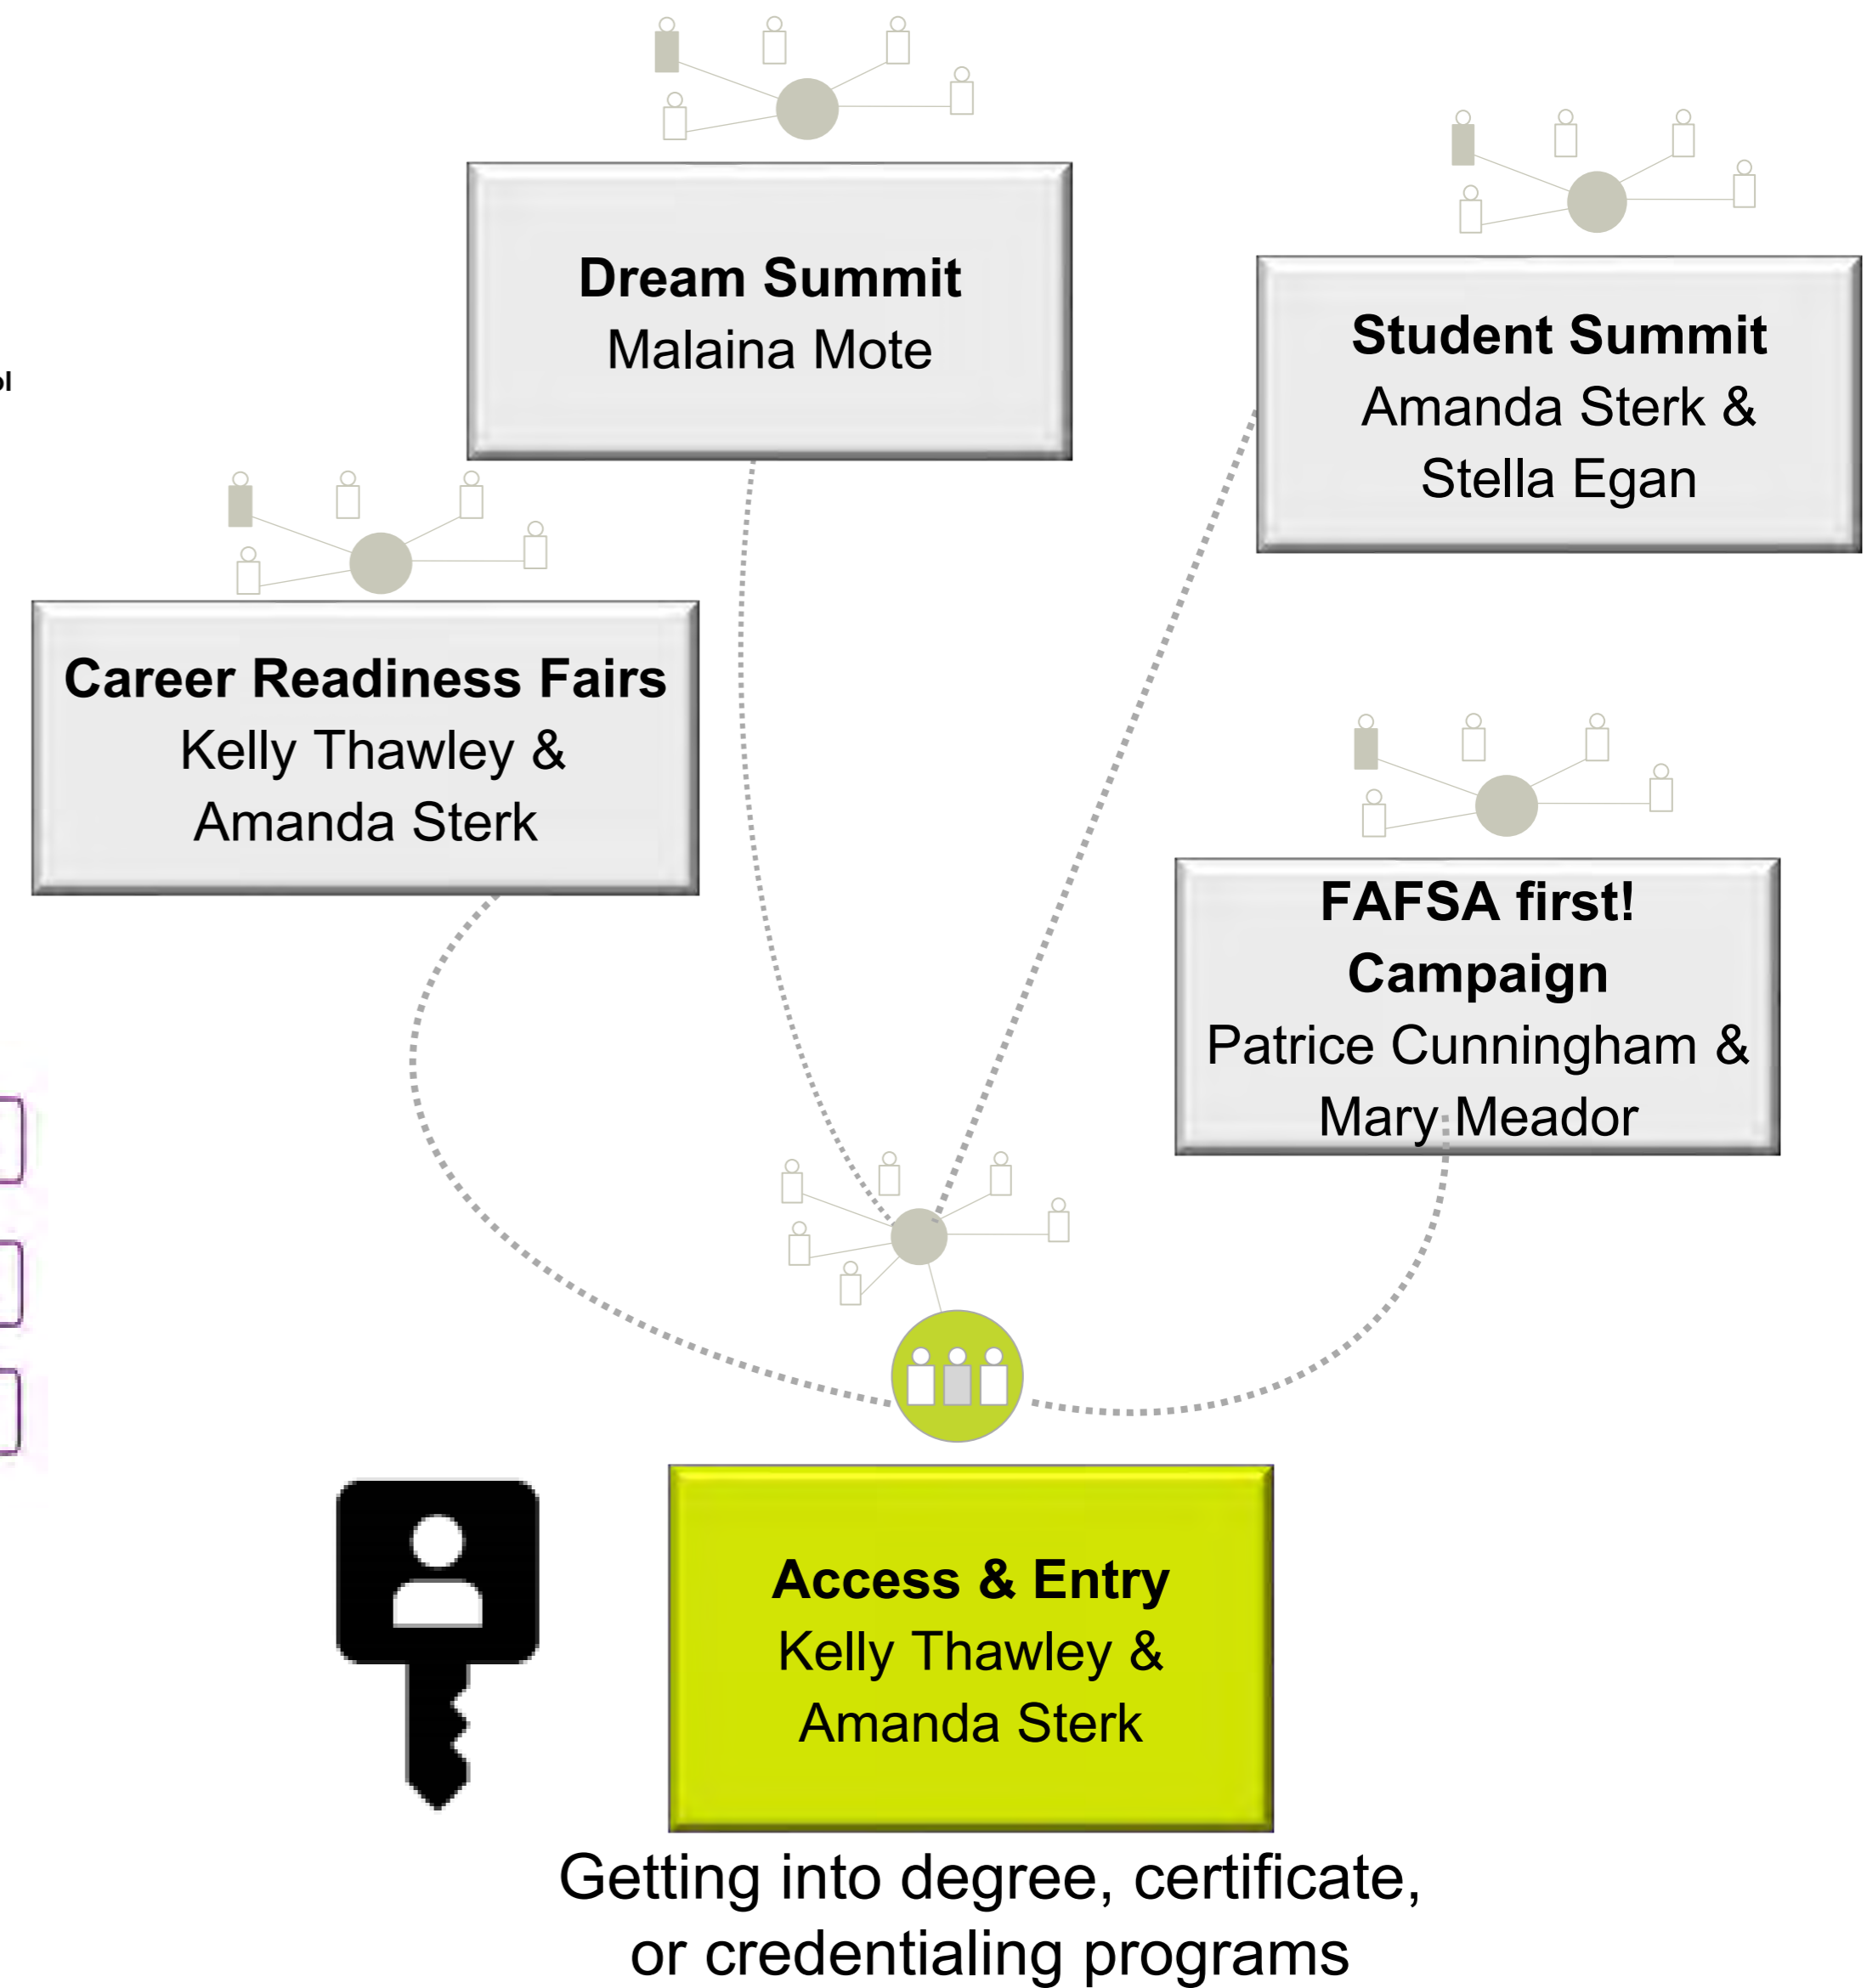 Dream Summit
Malaina Mote
Student Summit
Amanda Sterk &
Stella Egan
ol
Career Readiness Fairs
Kelly Thawley &
Amanda Sterk
FAFSA first!
Campaign
Patrice Cunningham &
Mary Meador
Access & Entry
Kelly Thawley &
Amanda Sterk
Getting into degree, certificate,
or credentialing programs